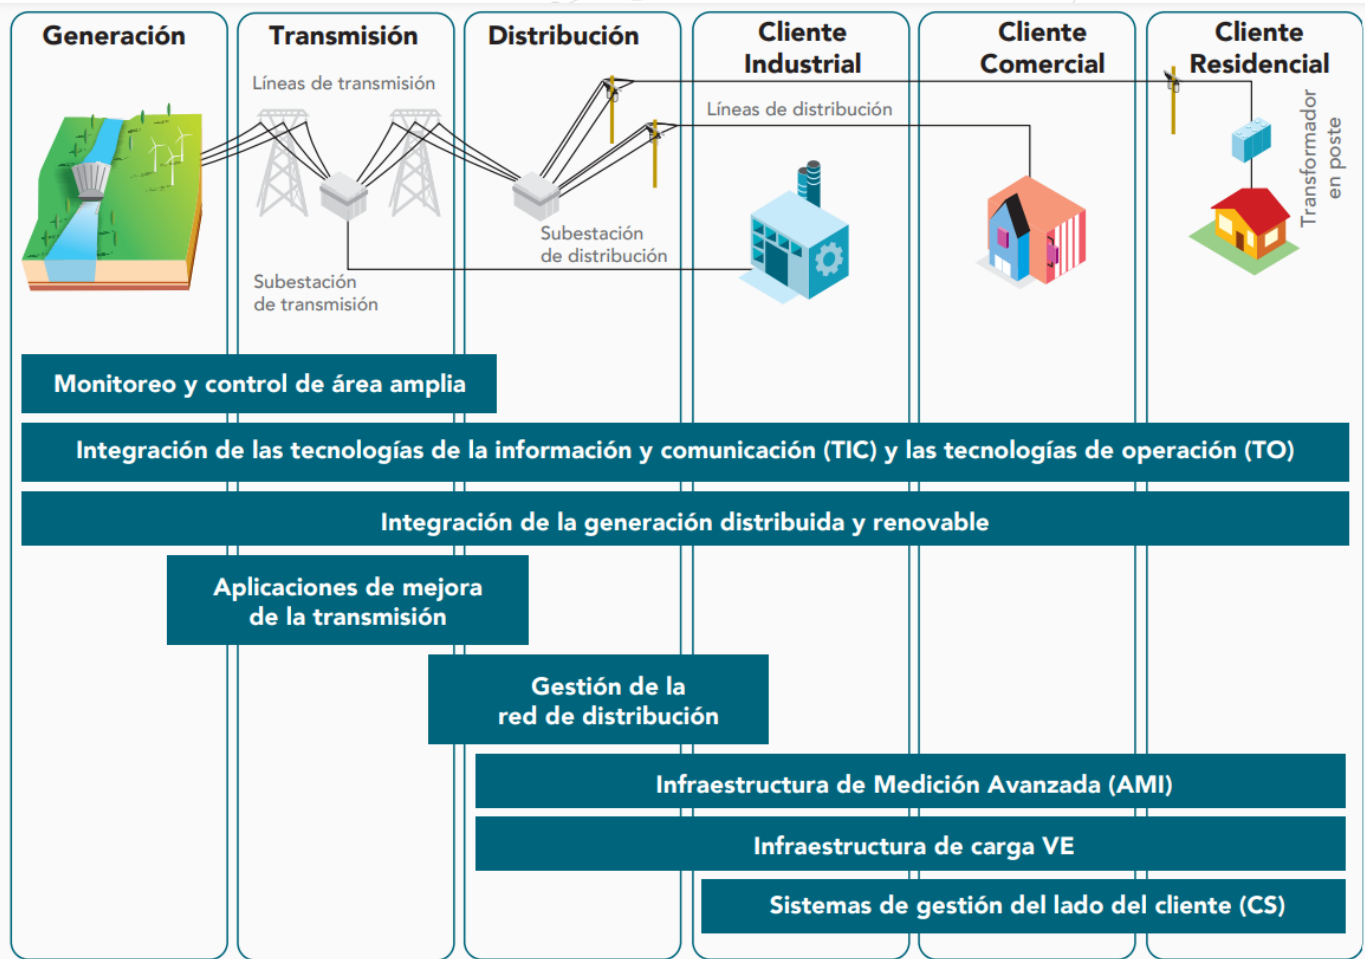 Generación
Transmisión
Distribución
Cliente
Industrial
Cliente
Comercial
Cliente
Residencial
Líneas de transmisión
Líneas de distribución
Transformador
en poste
Subestación
de distribución
Subestación
de transmisión
Monitoreo y control de área amplia
Integración de las tecnologías de la información y comunicación (TIC) y las tecnologías de operación (TO)
Integración de la generación distribuida y renovable
Aplicaciones de mejora
de la transmisión
Gestión de la
red de distribución
Infraestructura de Medición Avanzada (AMI)
Infraestructura de carga VE
Sistemas de gestión del lado del cliente (CS)